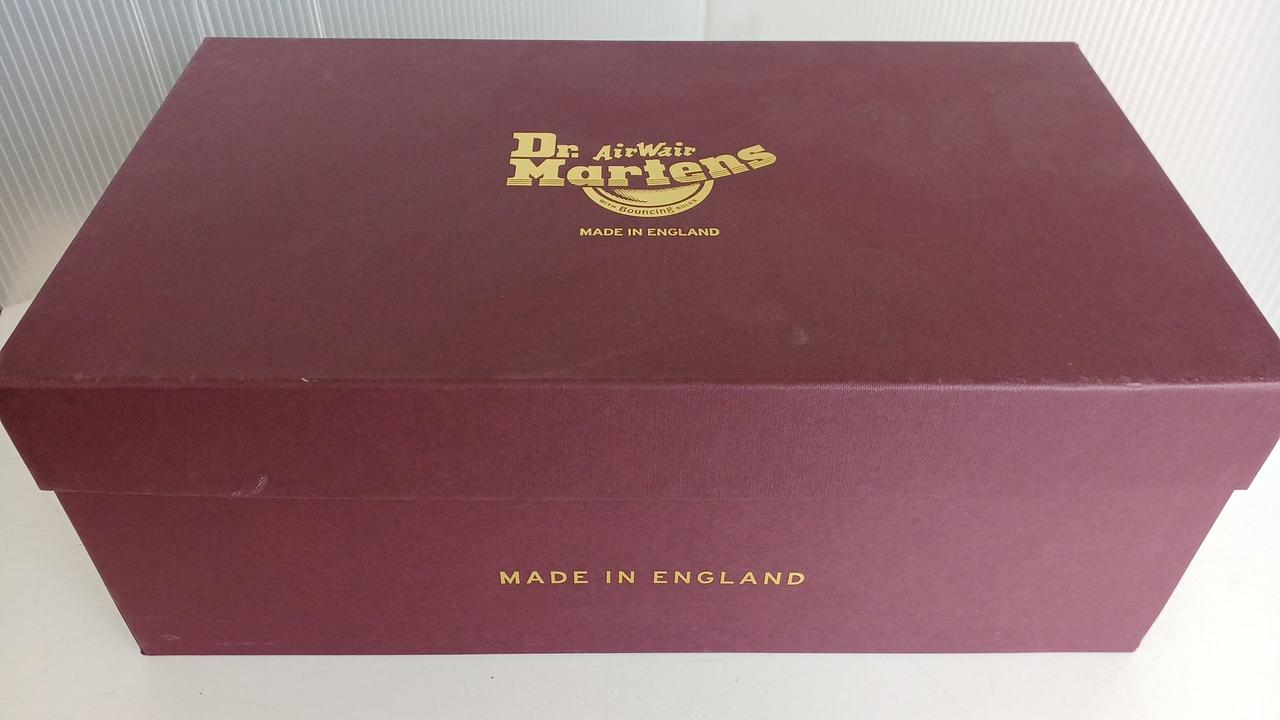 Dr. AirWair
Martens
WITH Bouncing SOLES
MADE IN ENGLAND
MADE IN ENGLAND